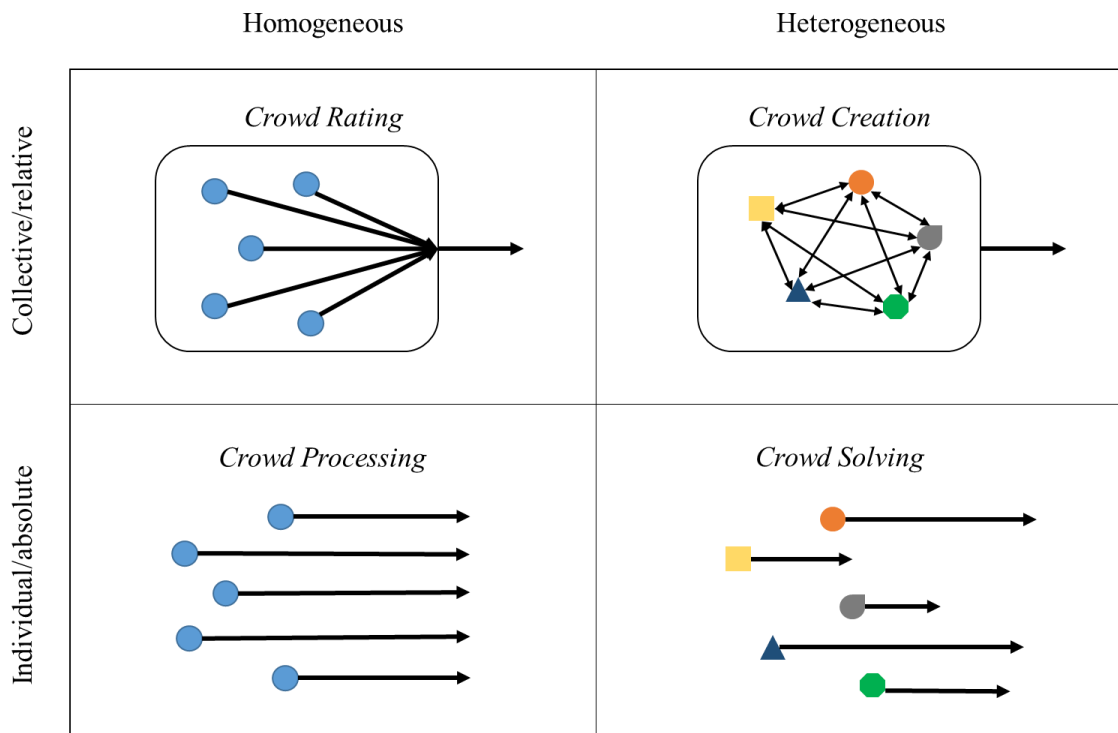 Homogeneous
Heterogeneous
Collective/relative
Crowd Rating
Crowd Creation
Individual/absolute
Crowd Processing
Crowd Solving